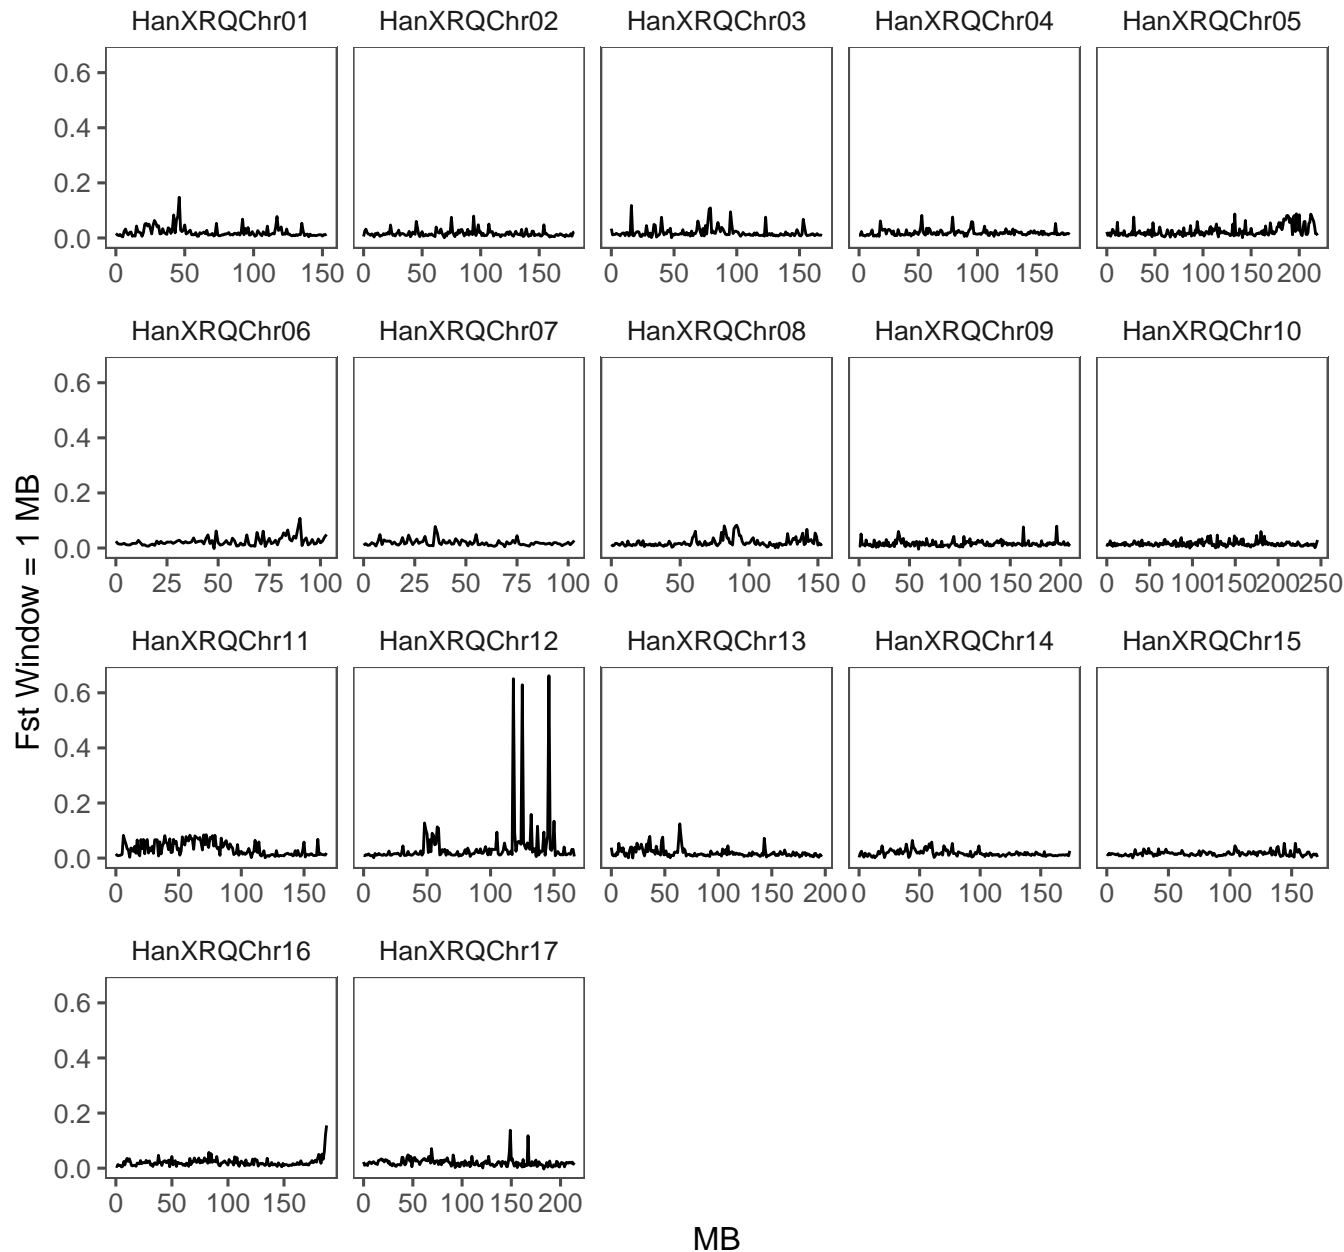 HanXRQChr01 HanXRQChr02 HanXRQChr03 HanXRQChr04 HanXRQChr05
0.6
0.4
0.2
0.0
0 50 100 150 0 50 100 150 0 50 100 150 0 50 100 150 0 50 100 150 200
HanXRQChr06 HanXRQChr07 HanXRQChr08 HanXRQChr09 HanXRQChr10
0.6
0.4
0.2
0.0
0 25 50 75 100 0 25 50 75 100 0 50 100 150 0 50 100 150 200 0 50 100 150 200 250
Fst Window = 1 MB
HanXRQChr11 HanXRQChr12 HanXRQChr13 HanXRQChr14 HanXRQChr15
0.6
0.4
0.2
0.0
0 50 100 150 0 50 100 150 0 50 100 150 200 0 50 100 150 0 50 100 150
HanXRQChr16 HanXRQChr17
0.6
0.4
0.2
0.0
0 50 100 150 0 50 100 150 200
MB